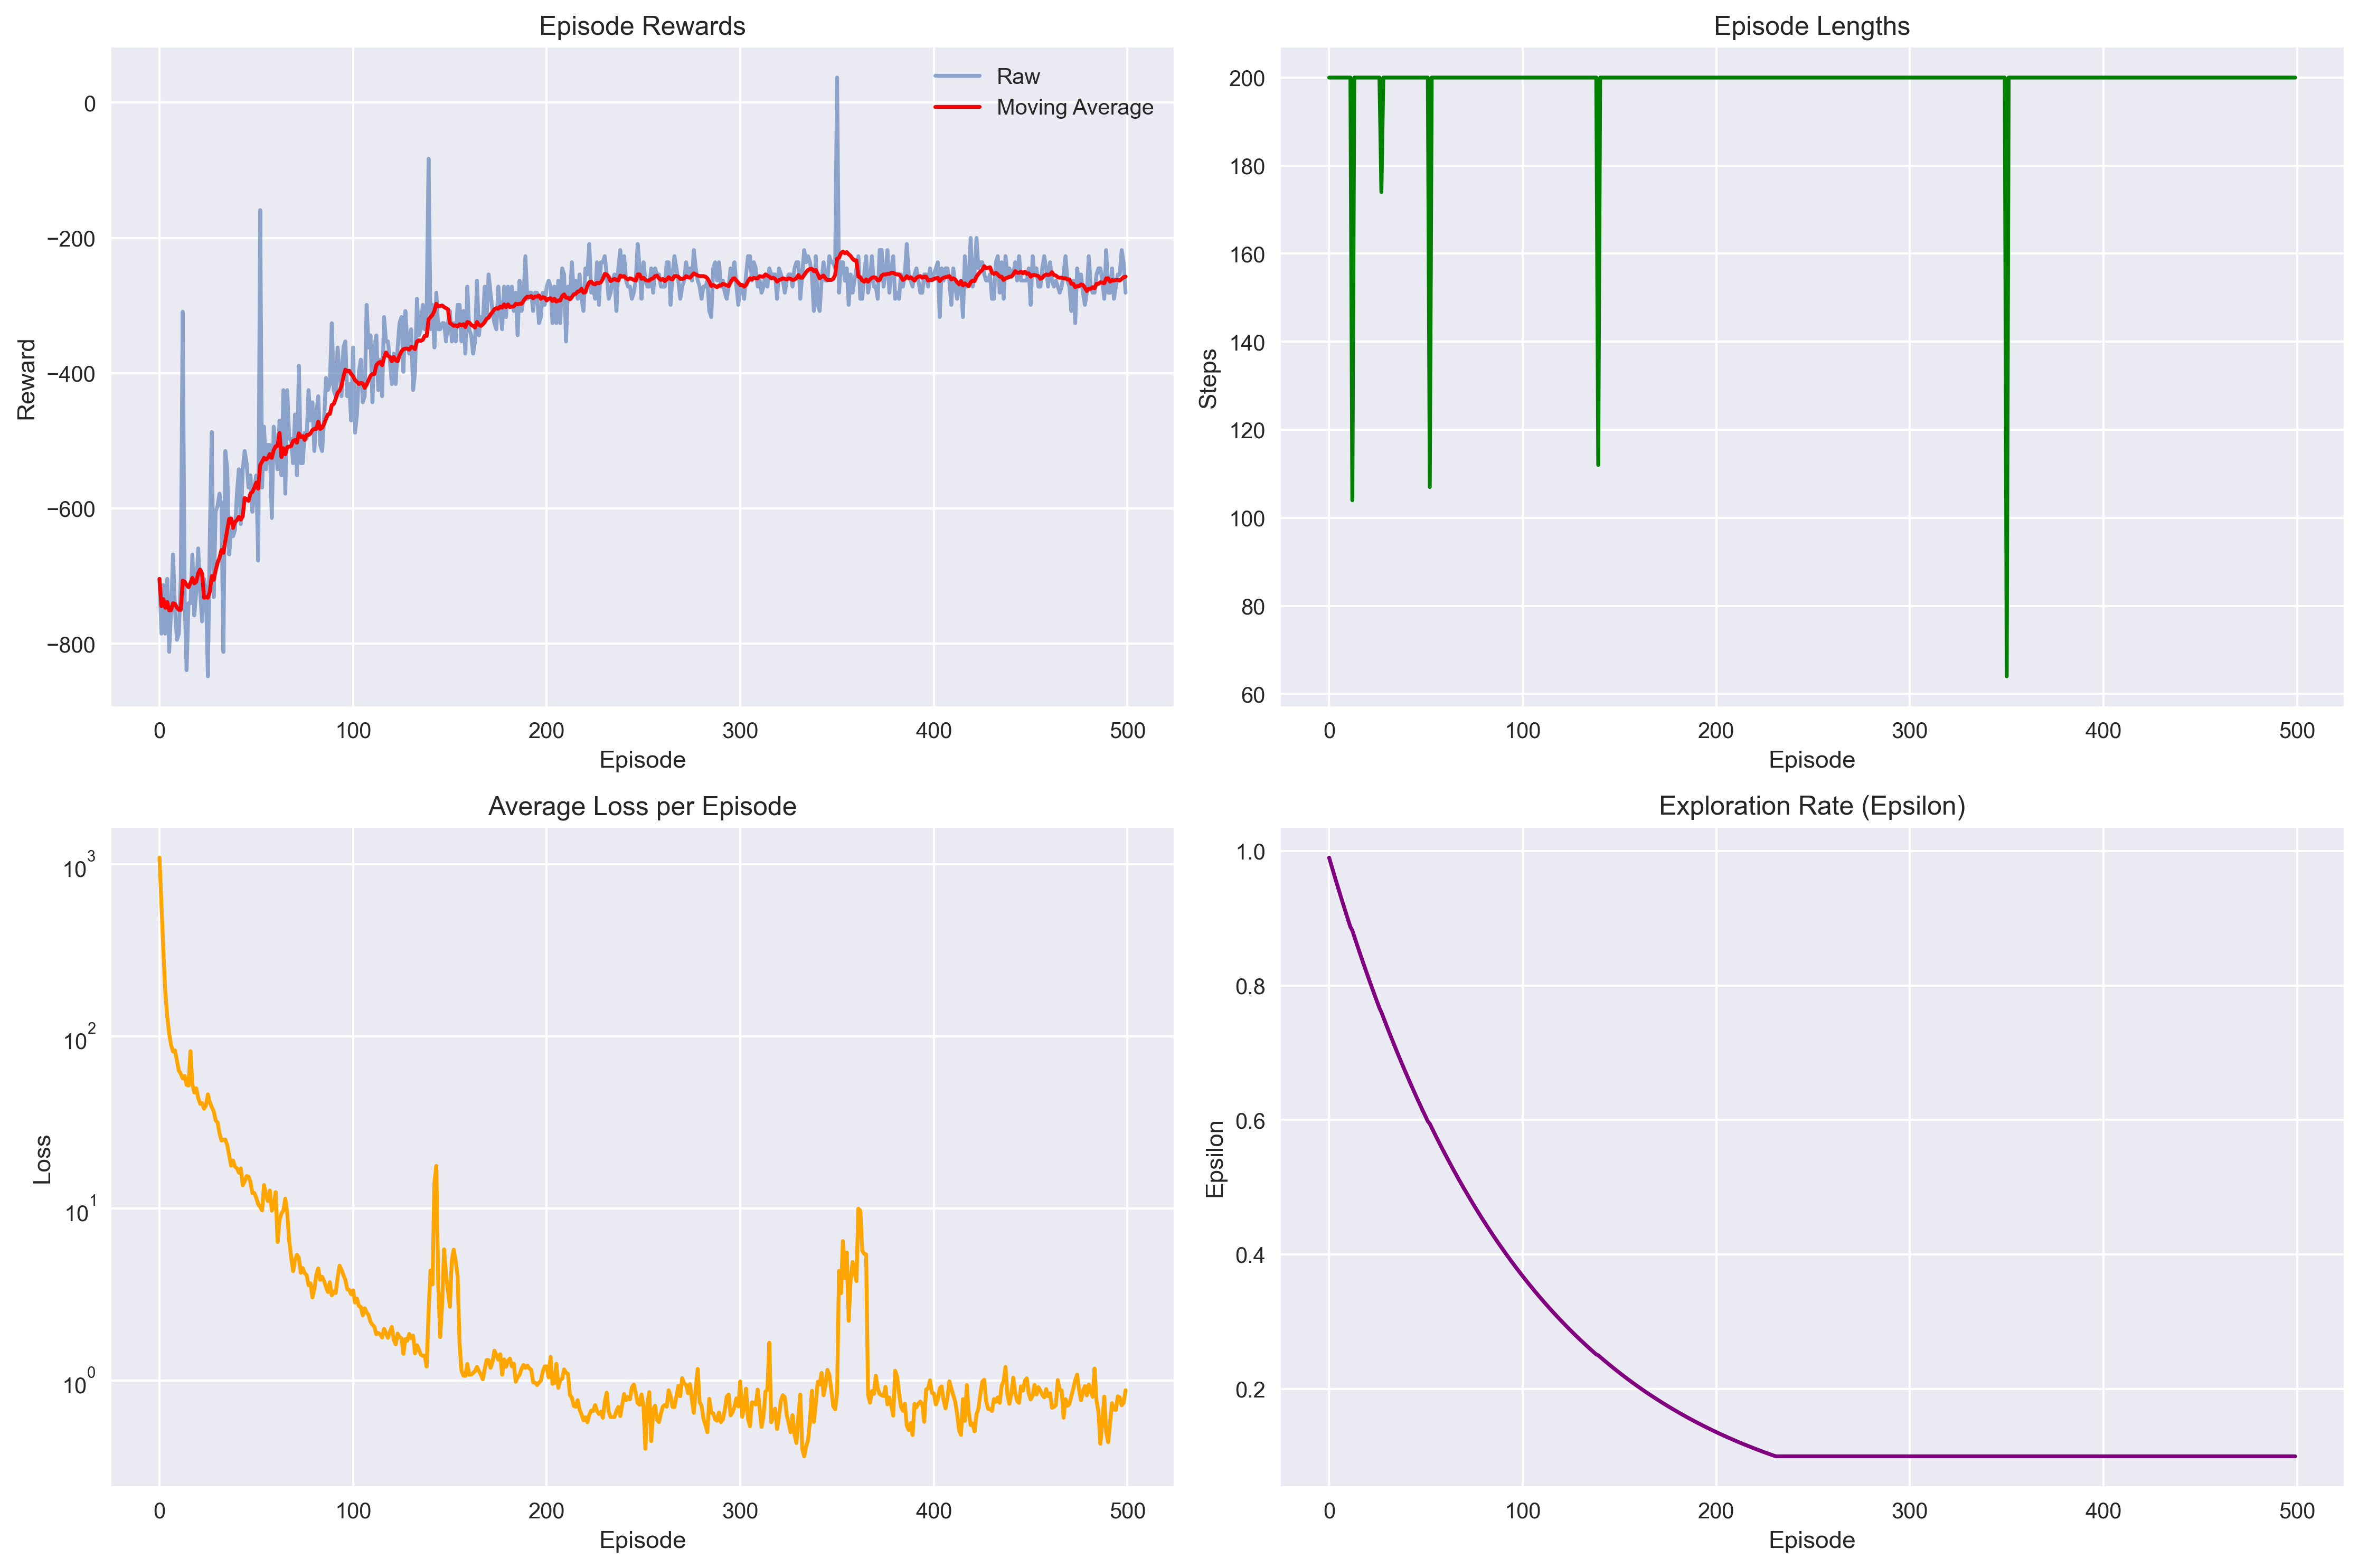 Episode Rewards
Raw
Moving Average
0
−200
−400
−600
−800
Reward
0 100 200 300 400 500
Episode
Episode Lengths
200
180
160
140
120
100
80
60
Steps
0 100 200 300 400 500
Episode
Average Loss per Episode
10³
10²
10¹
10⁰
Loss
0 100 200 300 400 500
Episode
Exploration Rate (Epsilon)
1.0
0.8
0.6
0.4
0.2
Epsilon
0 100 200 300 400 500
Episode